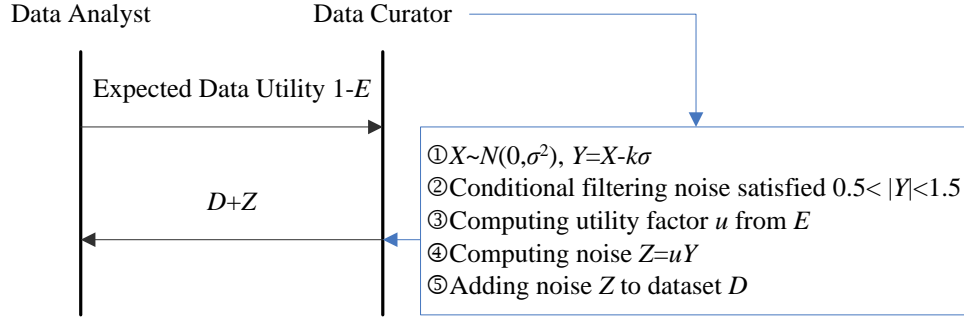 Data Analyst
Data Curator
Expected Data Utility 1-E
D+Z
①X~N(0,σ²), Y=X-kσ
②Conditional filtering noise satisfied 0.5< |Y|<1.5
③Computing utility factor u from E
④Computing noise Z=uY
⑤Adding noise Z to dataset D